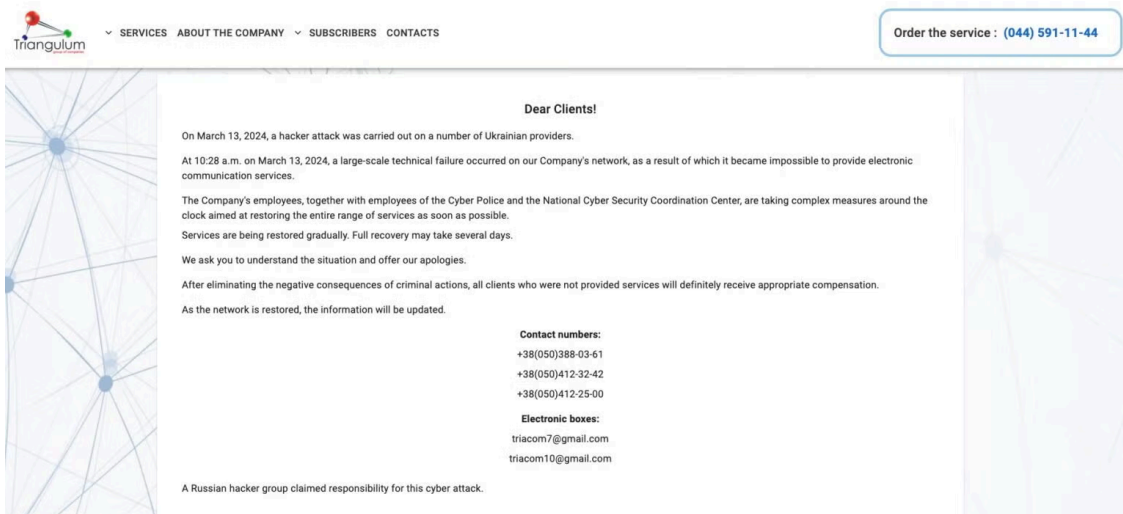 Triangulum
group of companies
SERVICES ABOUT THE COMPANY SUBSCRIBERS CONTACTS
Order the service : (044) 591-11-44
Dear Clients!
On March 13, 2024, a hacker attack was carried out on a number of Ukrainian providers.
At 10:28 a.m. on March 13, 2024, a large-scale technical failure occurred on our Company's network, as a result of which it became impossible to provide electronic
communication services.
The Company's employees, together with employees of the Cyber Police and the National Cyber Security Coordination Center, are taking complex measures around the
clock aimed at restoring the entire range of services as soon as possible.
Services are being restored gradually. Full recovery may take several days.
We ask you to understand the situation and offer our apologies.
After eliminating the negative consequences of criminal actions, all clients who were not provided services will definitely receive appropriate compensation.
As the network is restored, the information will be updated.
Contact numbers:
+38(050)388-03-61
+38(050)412-32-42
+38(050)412-25-00
Electronic boxes:
triacom7@gmail.com
triacom10@gmail.com
A Russian hacker group claimed responsibility for this cyber attack.